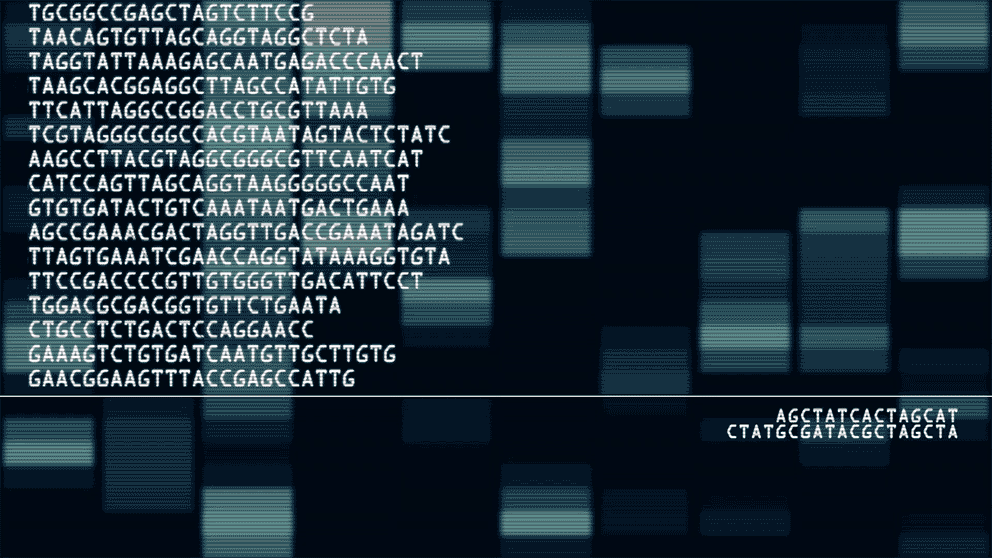 TGCGGCCGAGCTAGTCTTCCG
TAACAGTGTTAGCAGGTAGGCTCTA
TAGGTATTAAAGAGCAATGAGACCCAACT
TAAGCACGGAGGCTTAGCCATATTGTG
TTCATTAGGCCGGACCTGCGTTAAA
TCGTAGGGCGGCCACGTAATAGTACTCTATC
AAGCCTTACGTAGGCGGGCGTTCAATCAT
CATCCAGTTAGCAGGTAAGGGGGCCAAT
GTGTGATACTGTCAAATAATGACTGAAA
AGCCGAAACGACTAGGTTGACCGAAATAGATC
TTAGTGAAATCGAACCAGGTATAAAGGTGTA
TTCCGACCCCGTTGTGGGTTGACATTCCT
TGGACGCGACGGTGTTCTGAATA
CTGCCTCTGACTCCAGGAACC
GAAAGTCTGTGATCAATGTTGCTTGTG
GAACGGAAGTTTACCGAGCCATTG
AGCTATCACTAGCAT
CTATGCGATACGCTAGCTA